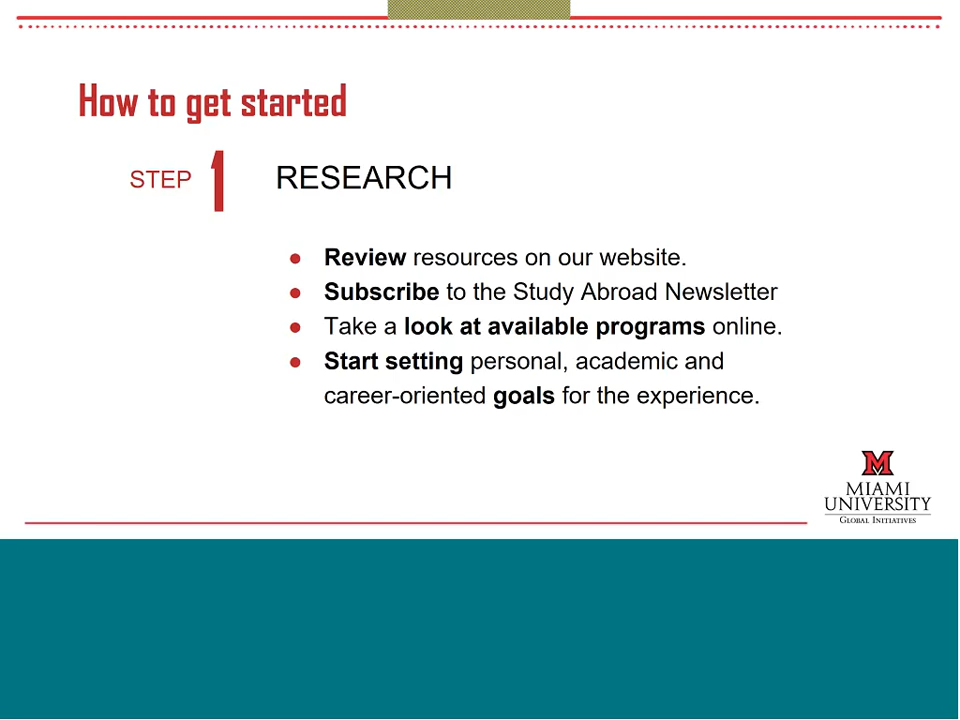 How to get started
STEP 1 RESEARCH
● Review resources on our website.
● Subscribe to the Study Abroad Newsletter
● Take a look at available programs online.
● Start setting personal, academic and
career-oriented goals for the experience.
M
MIAMI
UNIVERSITY
GLOBAL INITIATIVES